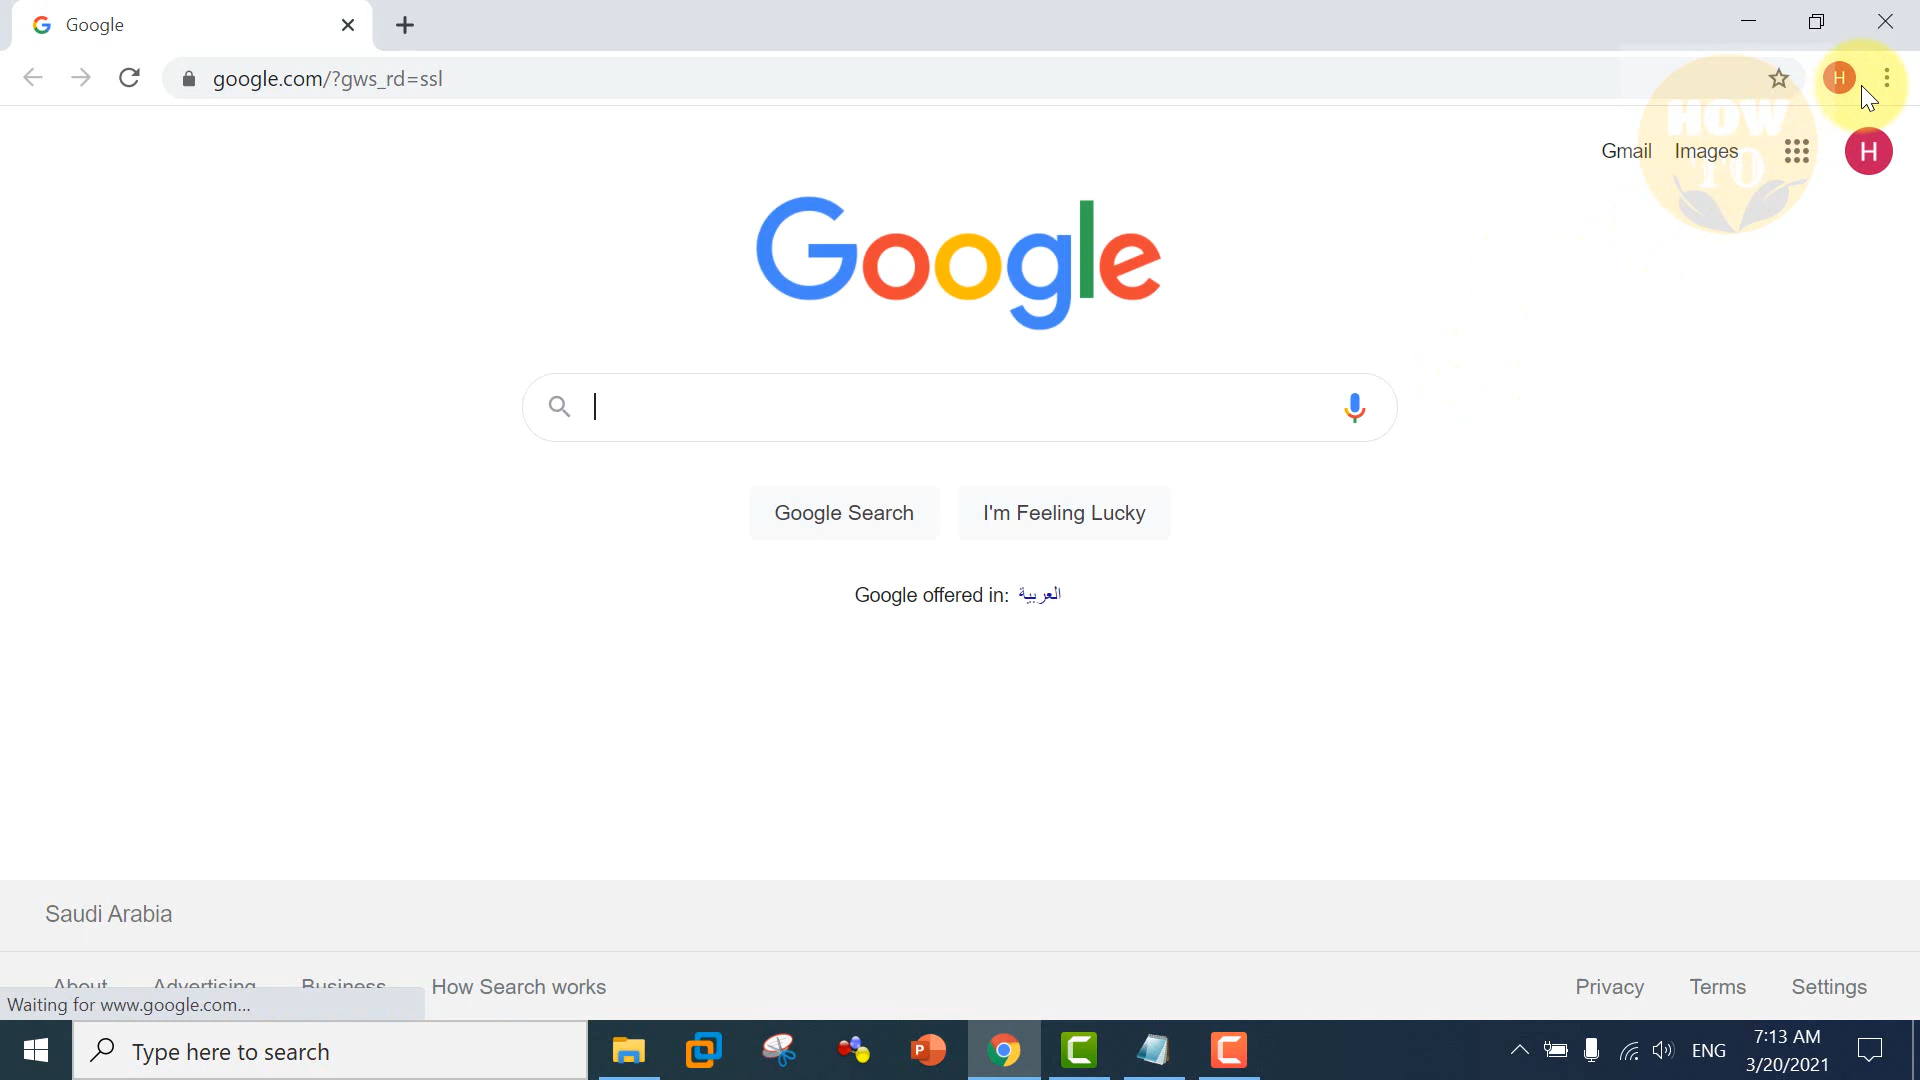 Google
google.com/?gws_rd=ssl
H
HOW
TO
Gmail Images
H
Google
Google Search
I'm Feeling Lucky
Google offered in: العربية
Saudi Arabia
About Advertising Business How Search works
Privacy Terms Settings
Waiting for www.google.com...
Type here to search
P
ENG
7:13 AM
3/20/2021